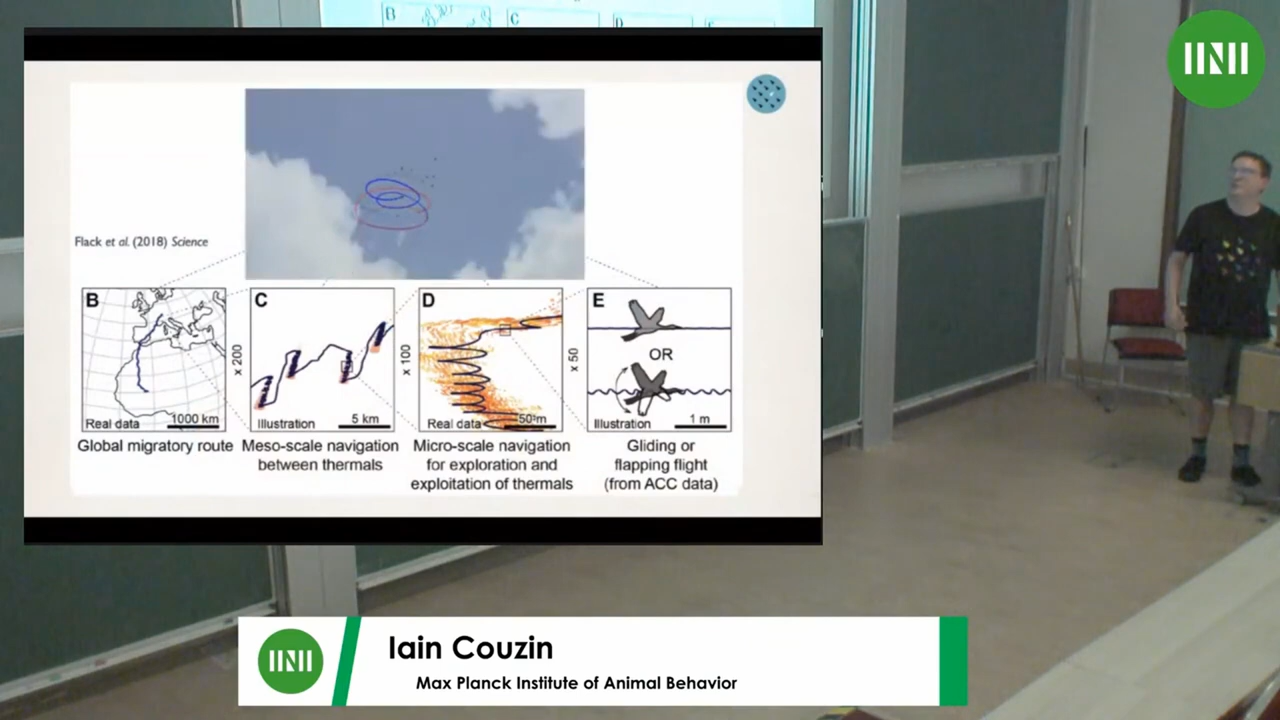 B
C
D
E
IINII
Flack et al. (2018) Science
B
Real data
1000 km
Global migratory route
x 200
C
Illustration
5 km
Meso-scale navigation
between thermals
x 100
D
Real data
50 m
Micro-scale navigation
for exploration and
exploitation of thermals
x 50
E
OR
Illustration
1 m
Gliding or
flapping flight
(from ACC data)
IINII
Iain Couzin
Max Planck Institute of Animal Behavior